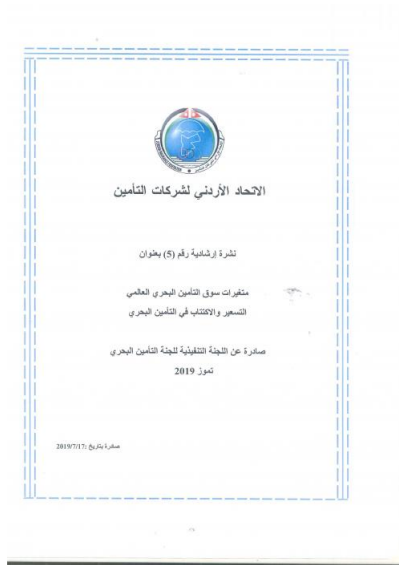 الاتحاد الأردني لشركات التأمين
نشرة إرشادية رقم (5) بعنوان
متغيرات سوق التأمين البحري العالمي
التسعير والاكتتاب في التأمين البحري
صادرة عن اللجنة التنفيذية للجنة التأمين البحري
تموز 2019
صادرة بتاريخ :2019/7/17